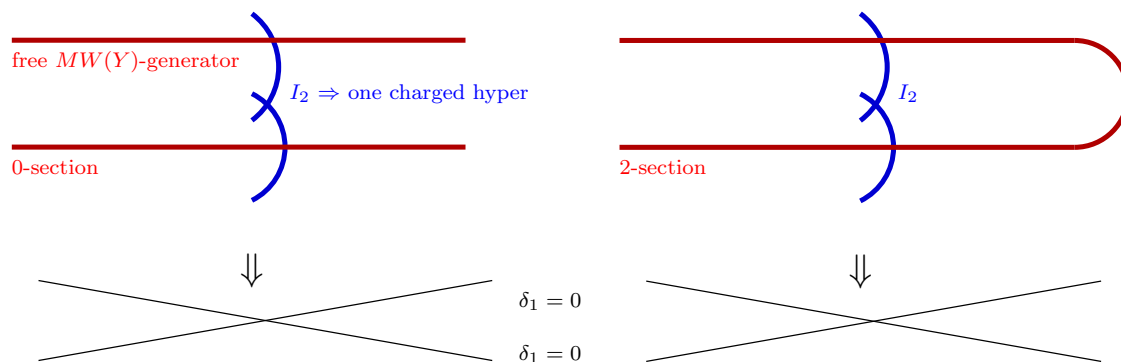 free MW(Y)-generator
I₂ ⇒ one charged hyper
0-section
I₂
2-section
⇓
⇓
δ₁ = 0
δ₁ = 0